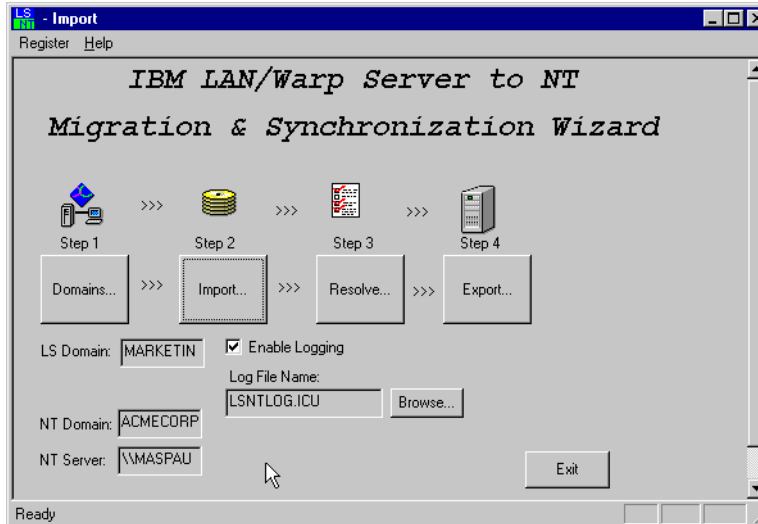 LS NT - Import
Register Help
IBM LAN/Warp Server to NT
Migration & Synchronization Wizard
>>> >>> >>>
Step 1 Step 2 Step 3 Step 4
Domains... >>> Import... >>> Resolve... >>> Export...
LS Domain: MARKETIN Enable Logging
Log File Name:
LSNTLOG.ICU Browse...
NT Domain: ACMECORP
NT Server: \\MASPAU
Exit
Ready